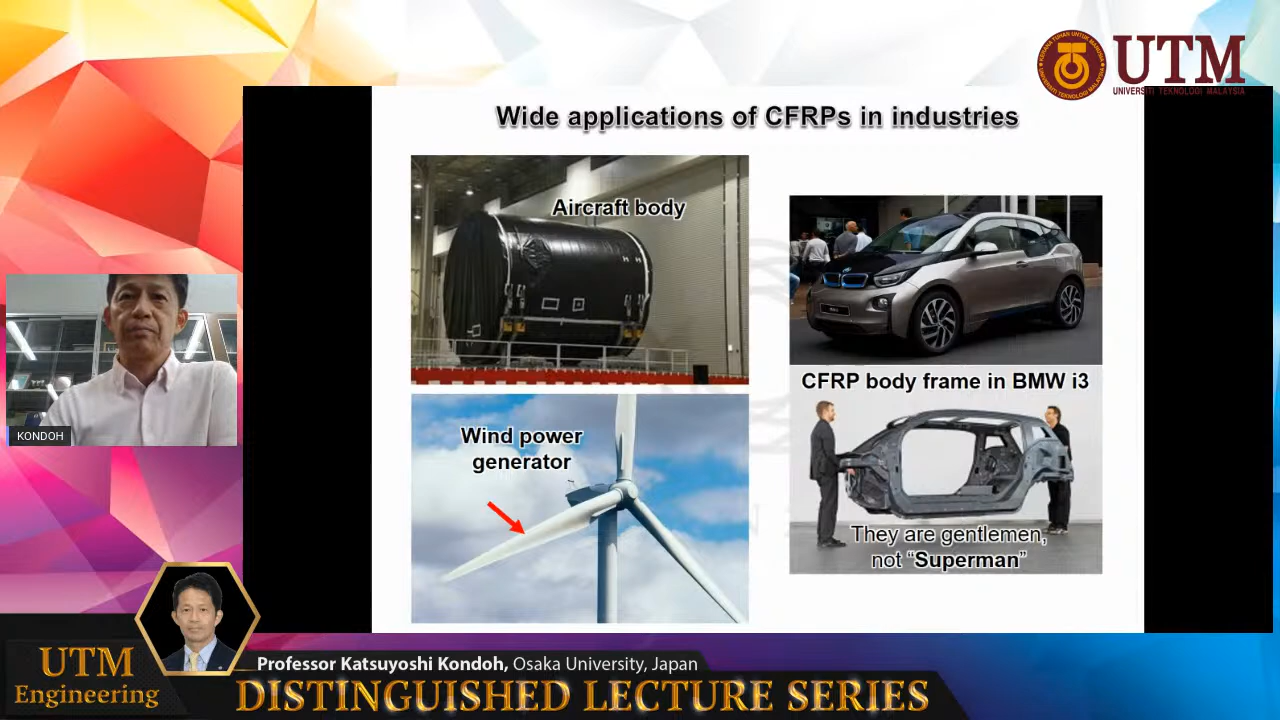 UTM
UNIVERSITI TEKNOLOGI MALAYSIA
Wide applications of CFRPs in industries
Aircraft body
Wind power
generator
CFRP body frame in BMW i3
They are gentlemen,
not “Superman”
KONDOH
UTM
Engineering
Professor Katsuyoshi Kondoh, Osaka University, Japan
DISTINGUISHED LECTURE SERIES